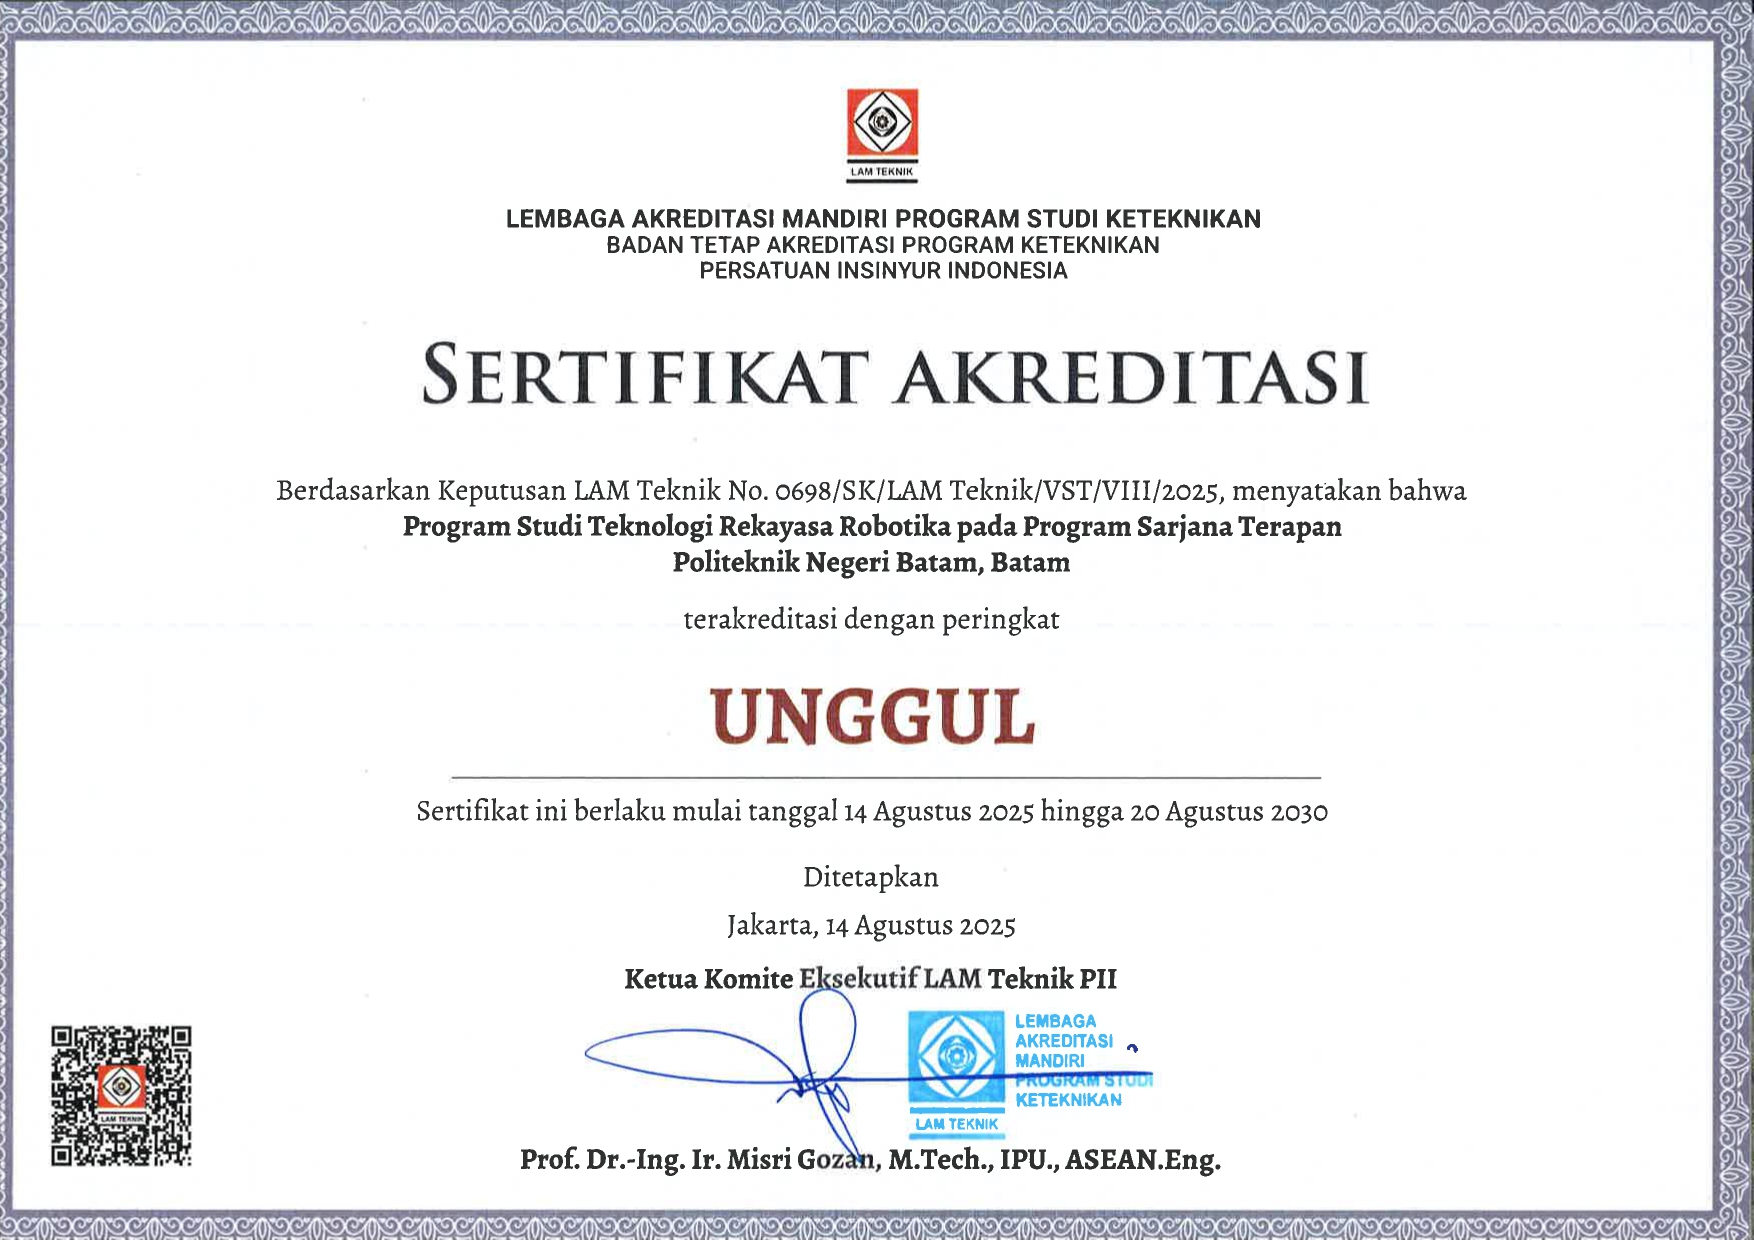 LAM TEKNIK
LEMBAGA AKREDITASI MANDIRI PROGRAM STUDI KETEKNIKAN
BADAN TETAP AKREDITASI PROGRAM KETEKNIKAN
PERSATUAN INSINYUR INDONESIA
SERTIFIKAT AKREDITASI
Berdasarkan Keputusan LAM Teknik No. 0698/SK/LAM Teknik/VST/VIII/2025, menyatakan bahwa
Program Studi Teknologi Rekayasa Robotika pada Program Sarjana Terapan
Politeknik Negeri Batam, Batam
terakreditasi dengan peringkat
UNGGUL
Sertifikat ini berlaku mulai tanggal 14 Agustus 2025 hingga 20 Agustus 2030
Ditetapkan
Jakarta, 14 Agustus 2025
Ketua Komite Eksekutif LAM Teknik PII
LEMBAGA
AKREDITASI
MANDIRI
PROGRAM STUDI
KETEKNIKAN
LAM TEKNIK
LAM TEKNIK
Prof. Dr.-Ing. Ir. Misri Gozan, M.Tech., IPU., ASEAN.Eng.